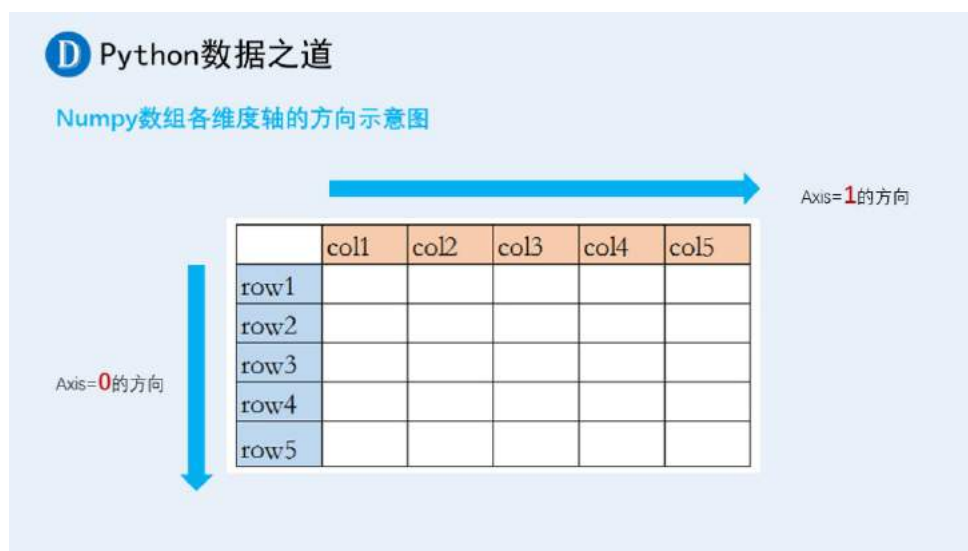 D Python数据之道
Numpy数组各维度轴的方向示意图
Axis=1的方向
col1 col2 col3 col4 col5
row1
row2
row3
Axis=0的方向
row4
row5